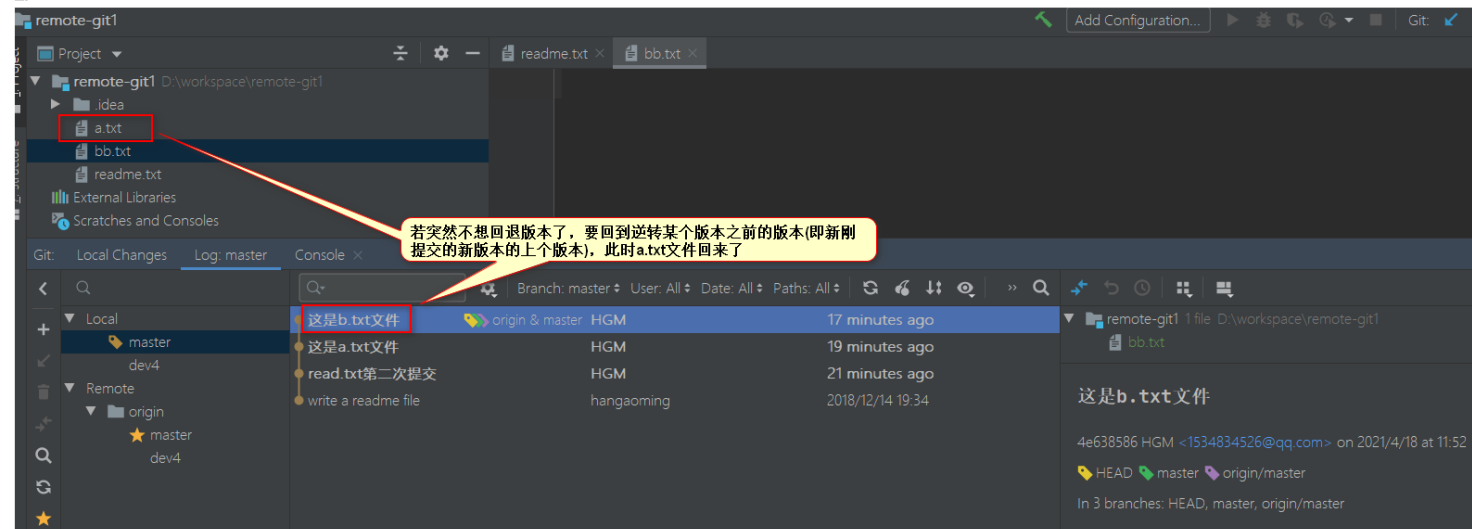 remote-git1
Add Configuration...
Git:
Project
readme.txt
bb.txt
remote-git1 D:\workspace\remote-git1
.idea
a.txt
bb.txt
readme.txt
External Libraries
Scratches and Consoles
若突然不想回退版本了，要回到逆转某个版本之前的版本(即新刚
提交的新版本的上个版本)，此时a.txt文件回来了
Git: Local Changes Log: master Console
Branch: master User: All Date: All Paths: All
Local
master
dev4
Remote
origin
master
dev4
这是b.txt文件 origin & master HGM 17 minutes ago
这是a.txt文件 HGM 19 minutes ago
read.txt第二次提交 HGM 21 minutes ago
write a readme file hangaoming 2018/12/14 19:34
remote-git1 1 file D:\workspace\remote-git1
bb.txt
这是b.txt文件
4e638586 HGM <1534834526@qq.com> on 2021/4/18 at 11:52
HEAD master origin/master
In 3 branches: HEAD, master, origin/master